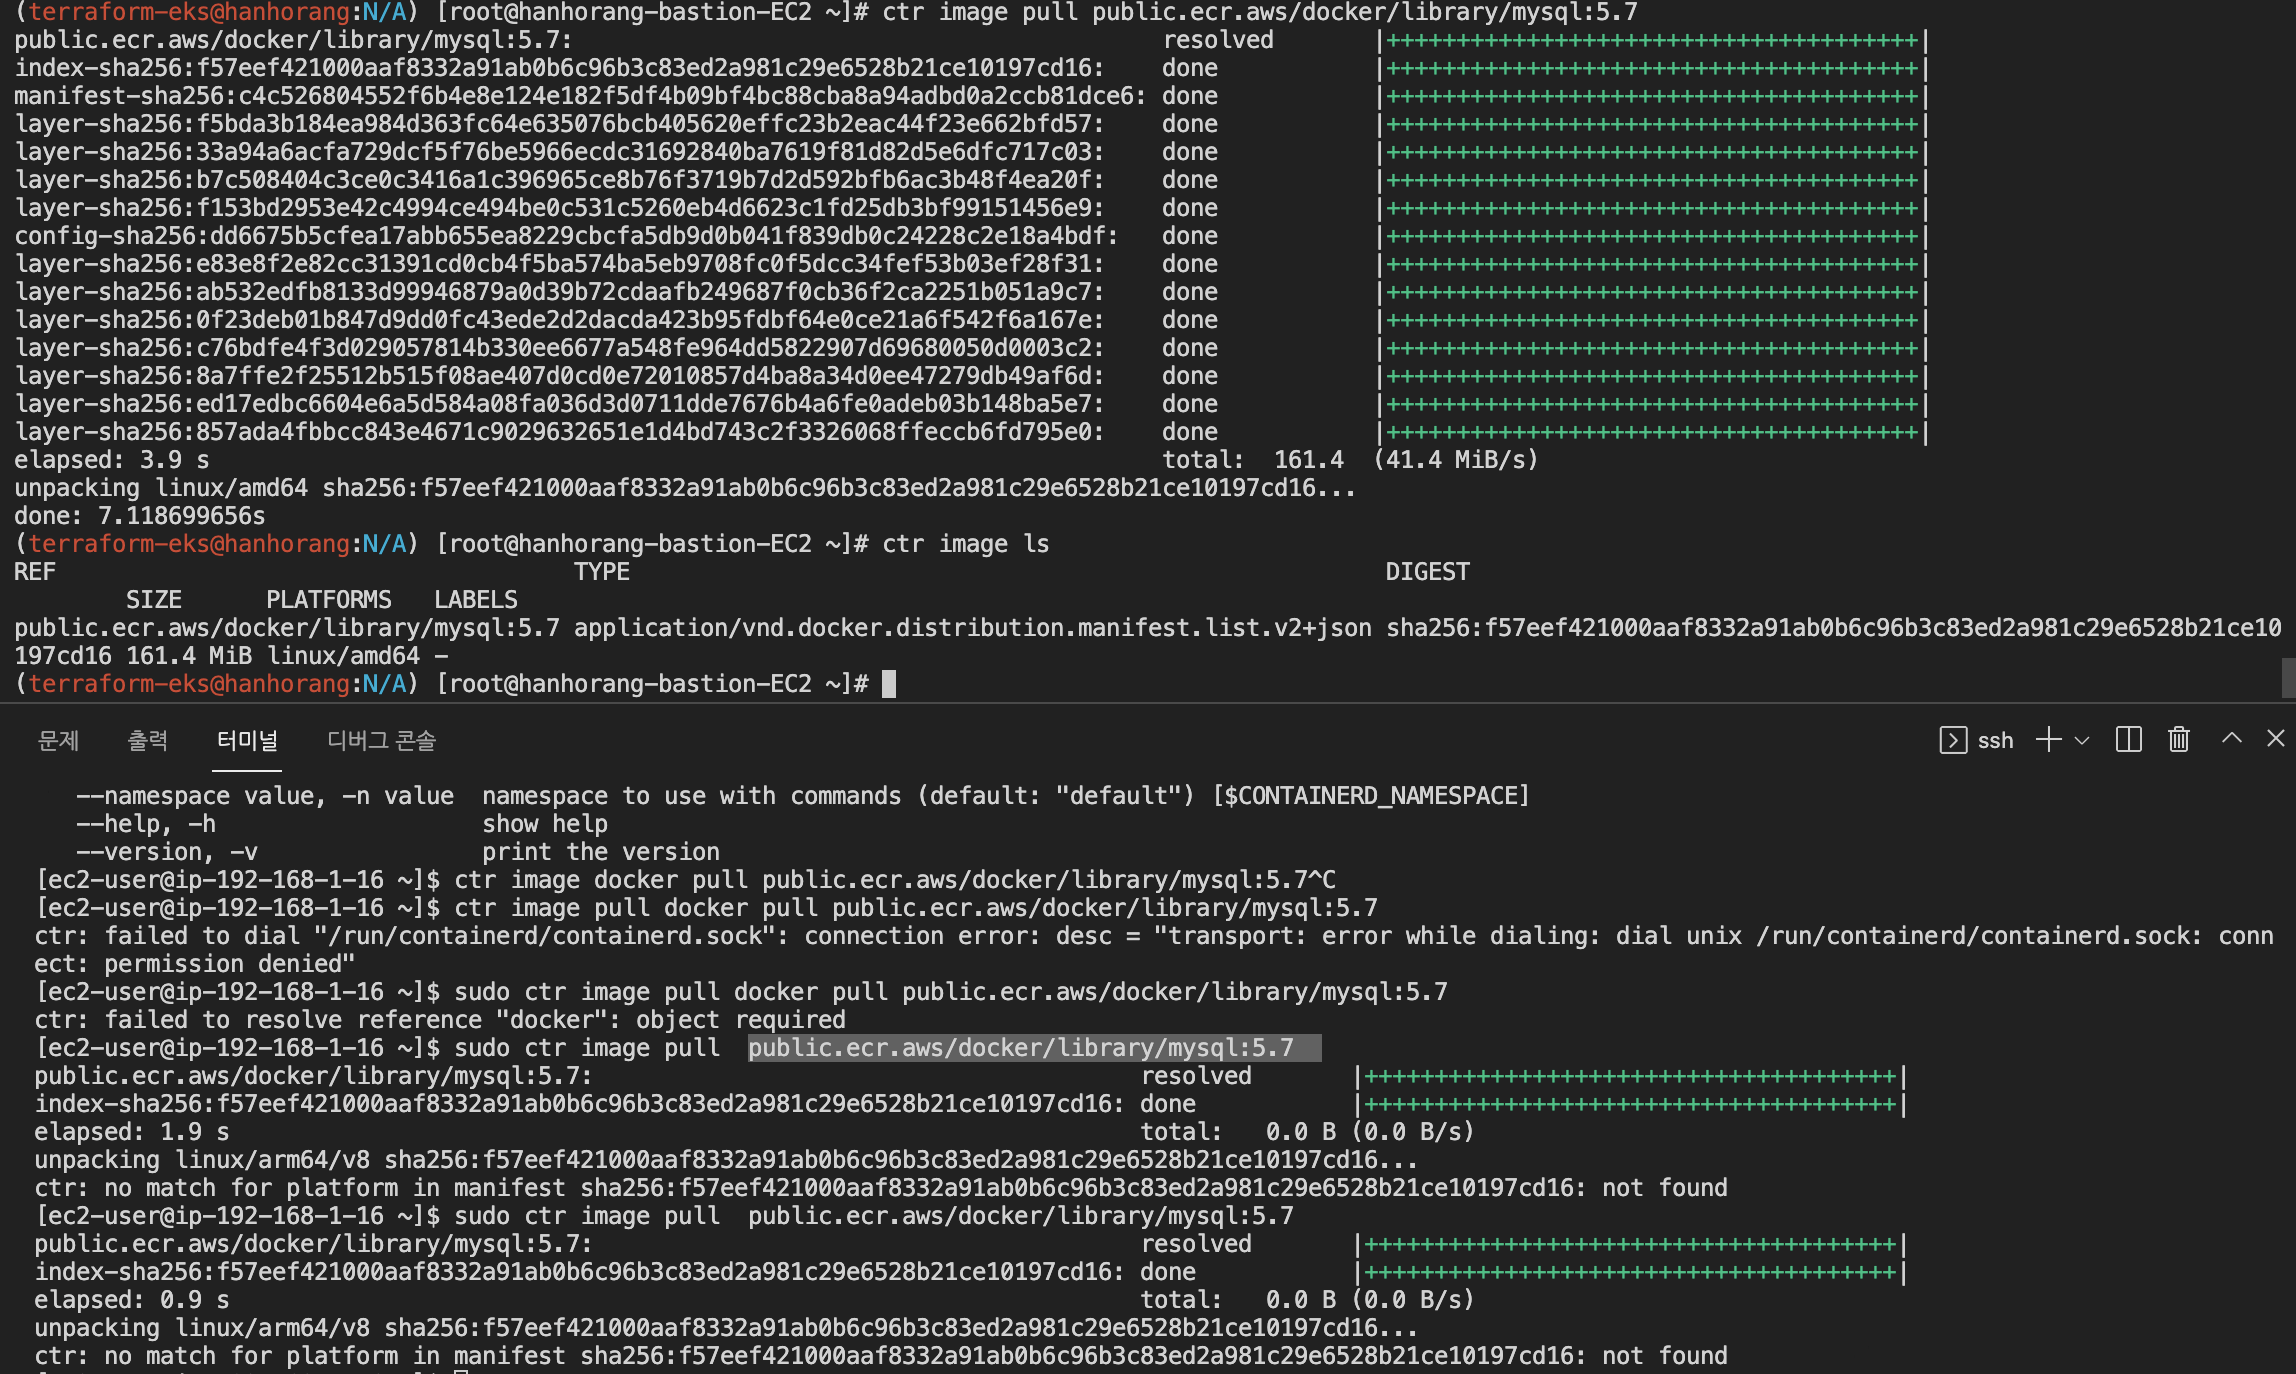 (terraform-eks@hanhorang:N/A) [root@hanhorang-bastion-EC2 ~]# ctr image pull public.ecr.aws/docker/library/mysql:5.7
public.ecr.aws/docker/library/mysql:5.7: resolved |++++++++++++++++++++++++++++++++++++++|
index-sha256:f57eef421000aaf8332a91ab0b6c96b3c83ed2a981c29e6528b21ce10197cd16: done |++++++++++++++++++++++++++++++++++++++|
manifest-sha256:c4c526804552f6b4e8e124e182f5df4b09bf4bc88cba8a94adbd0a2ccb81dce6: done |++++++++++++++++++++++++++++++++++++++|
layer-sha256:f5bda3b184ea984d363fc64e635076bcb405620effc23b2eac44f23e662bfd57: done |++++++++++++++++++++++++++++++++++++++|
layer-sha256:33a94a6acfa729dcf5f76be5966ecdc31692840ba7619f81d82d5e6dfc717c03: done |++++++++++++++++++++++++++++++++++++++|
layer-sha256:b7c508404c3ce0c3416a1c396965ce8b76f3719b7d2d592bfb6ac3b48f4ea20f: done |++++++++++++++++++++++++++++++++++++++|
layer-sha256:f153bd2953e42c4994ce494be0c531c5260eb4d6623c1fd25db3bf99151456e9: done |++++++++++++++++++++++++++++++++++++++|
config-sha256:dd6675b5cfea17abb655ea8229cbcfa5db9d0b041f839db0c24228c2e18a4bdf: done |++++++++++++++++++++++++++++++++++++++|
layer-sha256:e83e8f2e82cc31391cd0cb4f5ba574ba5eb9708fc0f5dcc34fef53b03ef28f31: done |++++++++++++++++++++++++++++++++++++++|
layer-sha256:ab532edfb8133d99946879a0d39b72cdaafb249687f0cb36f2ca2251b051a9c7: done |++++++++++++++++++++++++++++++++++++++|
layer-sha256:0f23deb01b847d9dd0fc43ede2d2dacda423b95fdbf64e0ce21a6f542f6a167e: done |++++++++++++++++++++++++++++++++++++++|
layer-sha256:c76bdfe4f3d029057814b330ee6677a548fe964dd5822907d69680050d0003c2: done |++++++++++++++++++++++++++++++++++++++|
layer-sha256:8a7ffe2f25512b515f08ae407d0cd0e72010857d4ba8a34d0ee47279db49af6d: done |++++++++++++++++++++++++++++++++++++++|
layer-sha256:ed17edbc6604e6a5d584a08fa036d3d0711dde7676b4a6fe0adeb03b148ba5e7: done |++++++++++++++++++++++++++++++++++++++|
layer-sha256:857ada4fbbcc843e4671c9029632651e1d4bd743c2f3326068ffeccb6fd795e0: done |++++++++++++++++++++++++++++++++++++++|
elapsed: 3.9 s total: 161.4 (41.4 MiB/s)
unpacking linux/amd64 sha256:f57eef421000aaf8332a91ab0b6c96b3c83ed2a981c29e6528b21ce10197cd16...
done: 7.118699656s
(terraform-eks@hanhorang:N/A) [root@hanhorang-bastion-EC2 ~]# ctr image ls
REF TYPE DIGEST
SIZE PLATFORMS LABELS
public.ecr.aws/docker/library/mysql:5.7 application/vnd.docker.distribution.manifest.list.v2+json sha256:f57eef421000aaf8332a91ab0b6c96b3c83ed2a981c29e6528b21ce10
197cd16 161.4 MiB linux/amd64 -
(terraform-eks@hanhorang:N/A) [root@hanhorang-bastion-EC2 ~]#
문제 출력 터미널 디버그 콘솔 ssh
--namespace value, -n value namespace to use with commands (default: "default") [$CONTAINERD_NAMESPACE]
--help, -h show help
--version, -v print the version
[ec2-user@ip-192-168-1-16 ~]$ ctr image docker pull public.ecr.aws/docker/library/mysql:5.7^C
[ec2-user@ip-192-168-1-16 ~]$ ctr image pull docker pull public.ecr.aws/docker/library/mysql:5.7
ctr: failed to dial "/run/containerd/containerd.sock": connection error: desc = "transport: error while dialing: dial unix /run/containerd/containerd.sock: conn
ect: permission denied"
[ec2-user@ip-192-168-1-16 ~]$ sudo ctr image pull docker pull public.ecr.aws/docker/library/mysql:5.7
ctr: failed to resolve reference "docker": object required
[ec2-user@ip-192-168-1-16 ~]$ sudo ctr image pull  public.ecr.aws/docker/library/mysql:5.7
public.ecr.aws/docker/library/mysql:5.7: resolved |++++++++++++++++++++++++++++++++++++++|
index-sha256:f57eef421000aaf8332a91ab0b6c96b3c83ed2a981c29e6528b21ce10197cd16: done |++++++++++++++++++++++++++++++++++++++|
elapsed: 1.9 s total: 0.0 B (0.0 B/s)
unpacking linux/arm64/v8 sha256:f57eef421000aaf8332a91ab0b6c96b3c83ed2a981c29e6528b21ce10197cd16...
ctr: no match for platform in manifest sha256:f57eef421000aaf8332a91ab0b6c96b3c83ed2a981c29e6528b21ce10197cd16: not found
[ec2-user@ip-192-168-1-16 ~]$ sudo ctr image pull  public.ecr.aws/docker/library/mysql:5.7
public.ecr.aws/docker/library/mysql:5.7: resolved |++++++++++++++++++++++++++++++++++++++|
index-sha256:f57eef421000aaf8332a91ab0b6c96b3c83ed2a981c29e6528b21ce10197cd16: done |++++++++++++++++++++++++++++++++++++++|
elapsed: 0.9 s total: 0.0 B (0.0 B/s)
unpacking linux/arm64/v8 sha256:f57eef421000aaf8332a91ab0b6c96b3c83ed2a981c29e6528b21ce10197cd16...
ctr: no match for platform in manifest sha256:f57eef421000aaf8332a91ab0b6c96b3c83ed2a981c29e6528b21ce10197cd16: not found